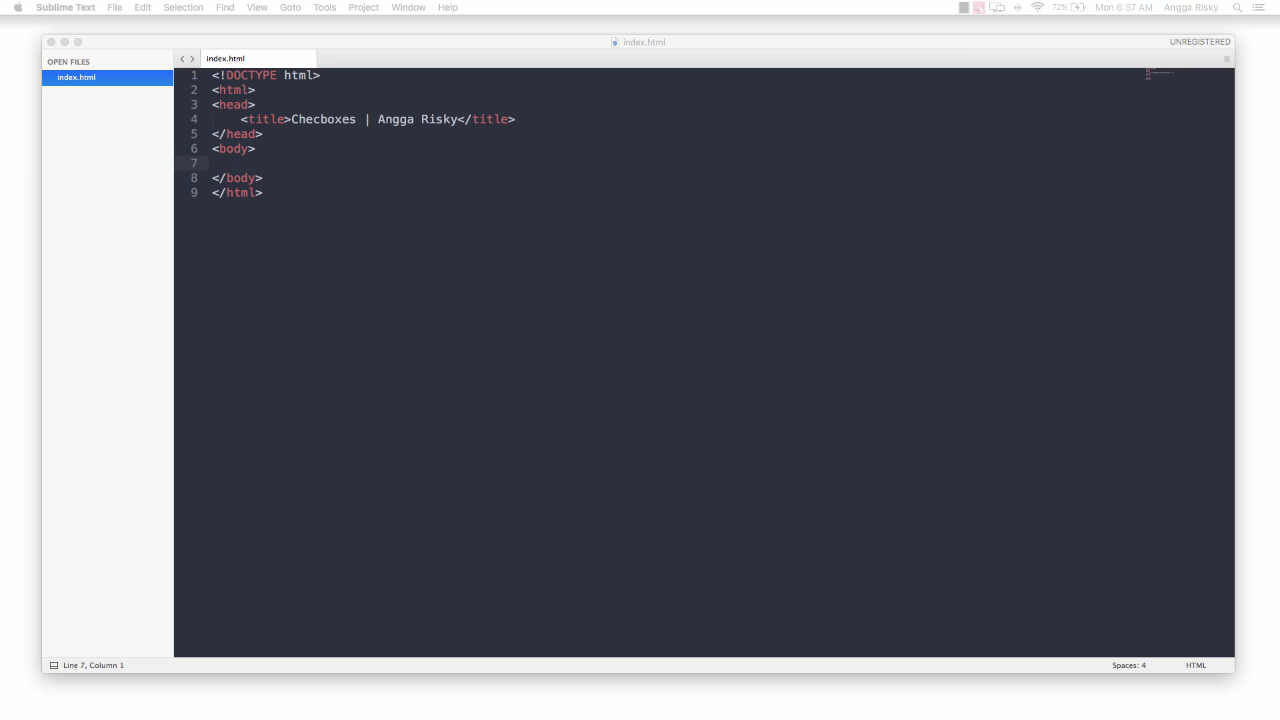 Sublime Text File Edit Selection Find View Goto Tools Project Window Help 72% Mon 6:57 AM Angga Risky
index.html UNREGISTERED
OPEN FILES
index.html
index.html
1 <!DOCTYPE html>
2 <html>
3 <head>
4 <title>Checboxes | Angga Risky</title>
5 </head>
6 <body>
7
8 </body>
9 </html>
Line 7, Column 1 Spaces: 4 HTML